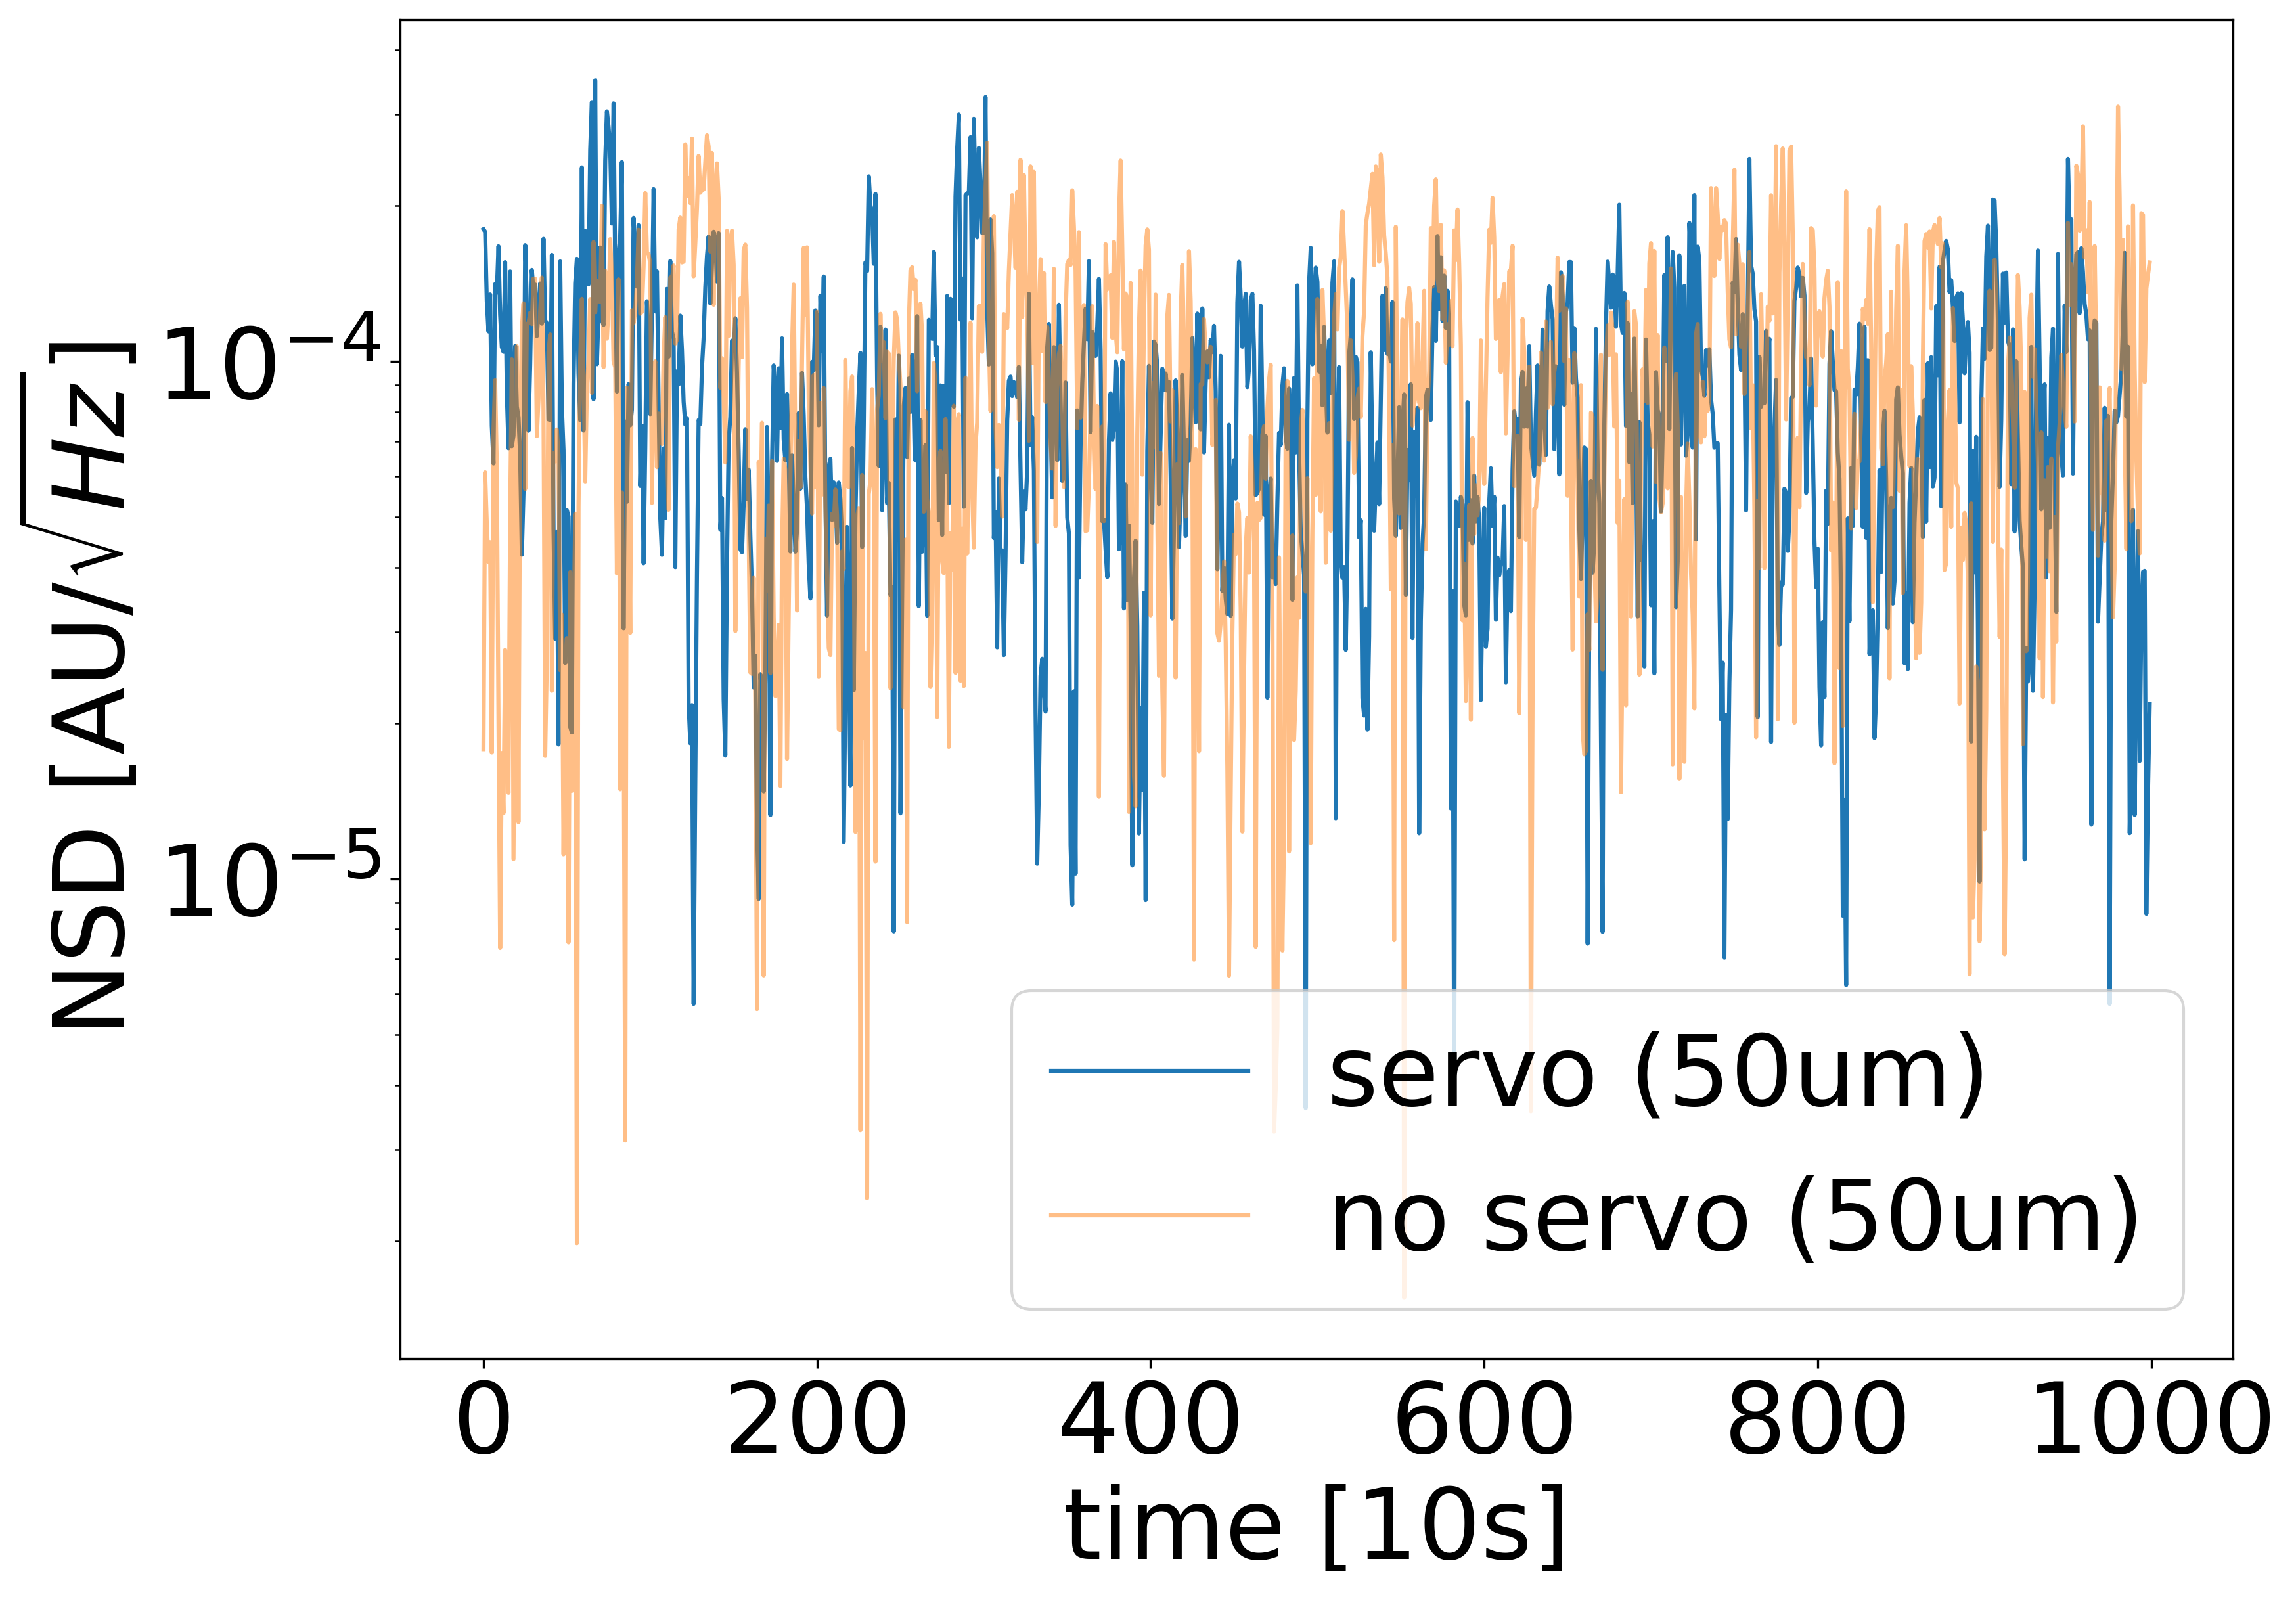 NSD [AU/√Hz]
10⁻⁴
10⁻⁵
servo (50um)
no servo (50um)
0 200 400 600 800 1000
time [10s]